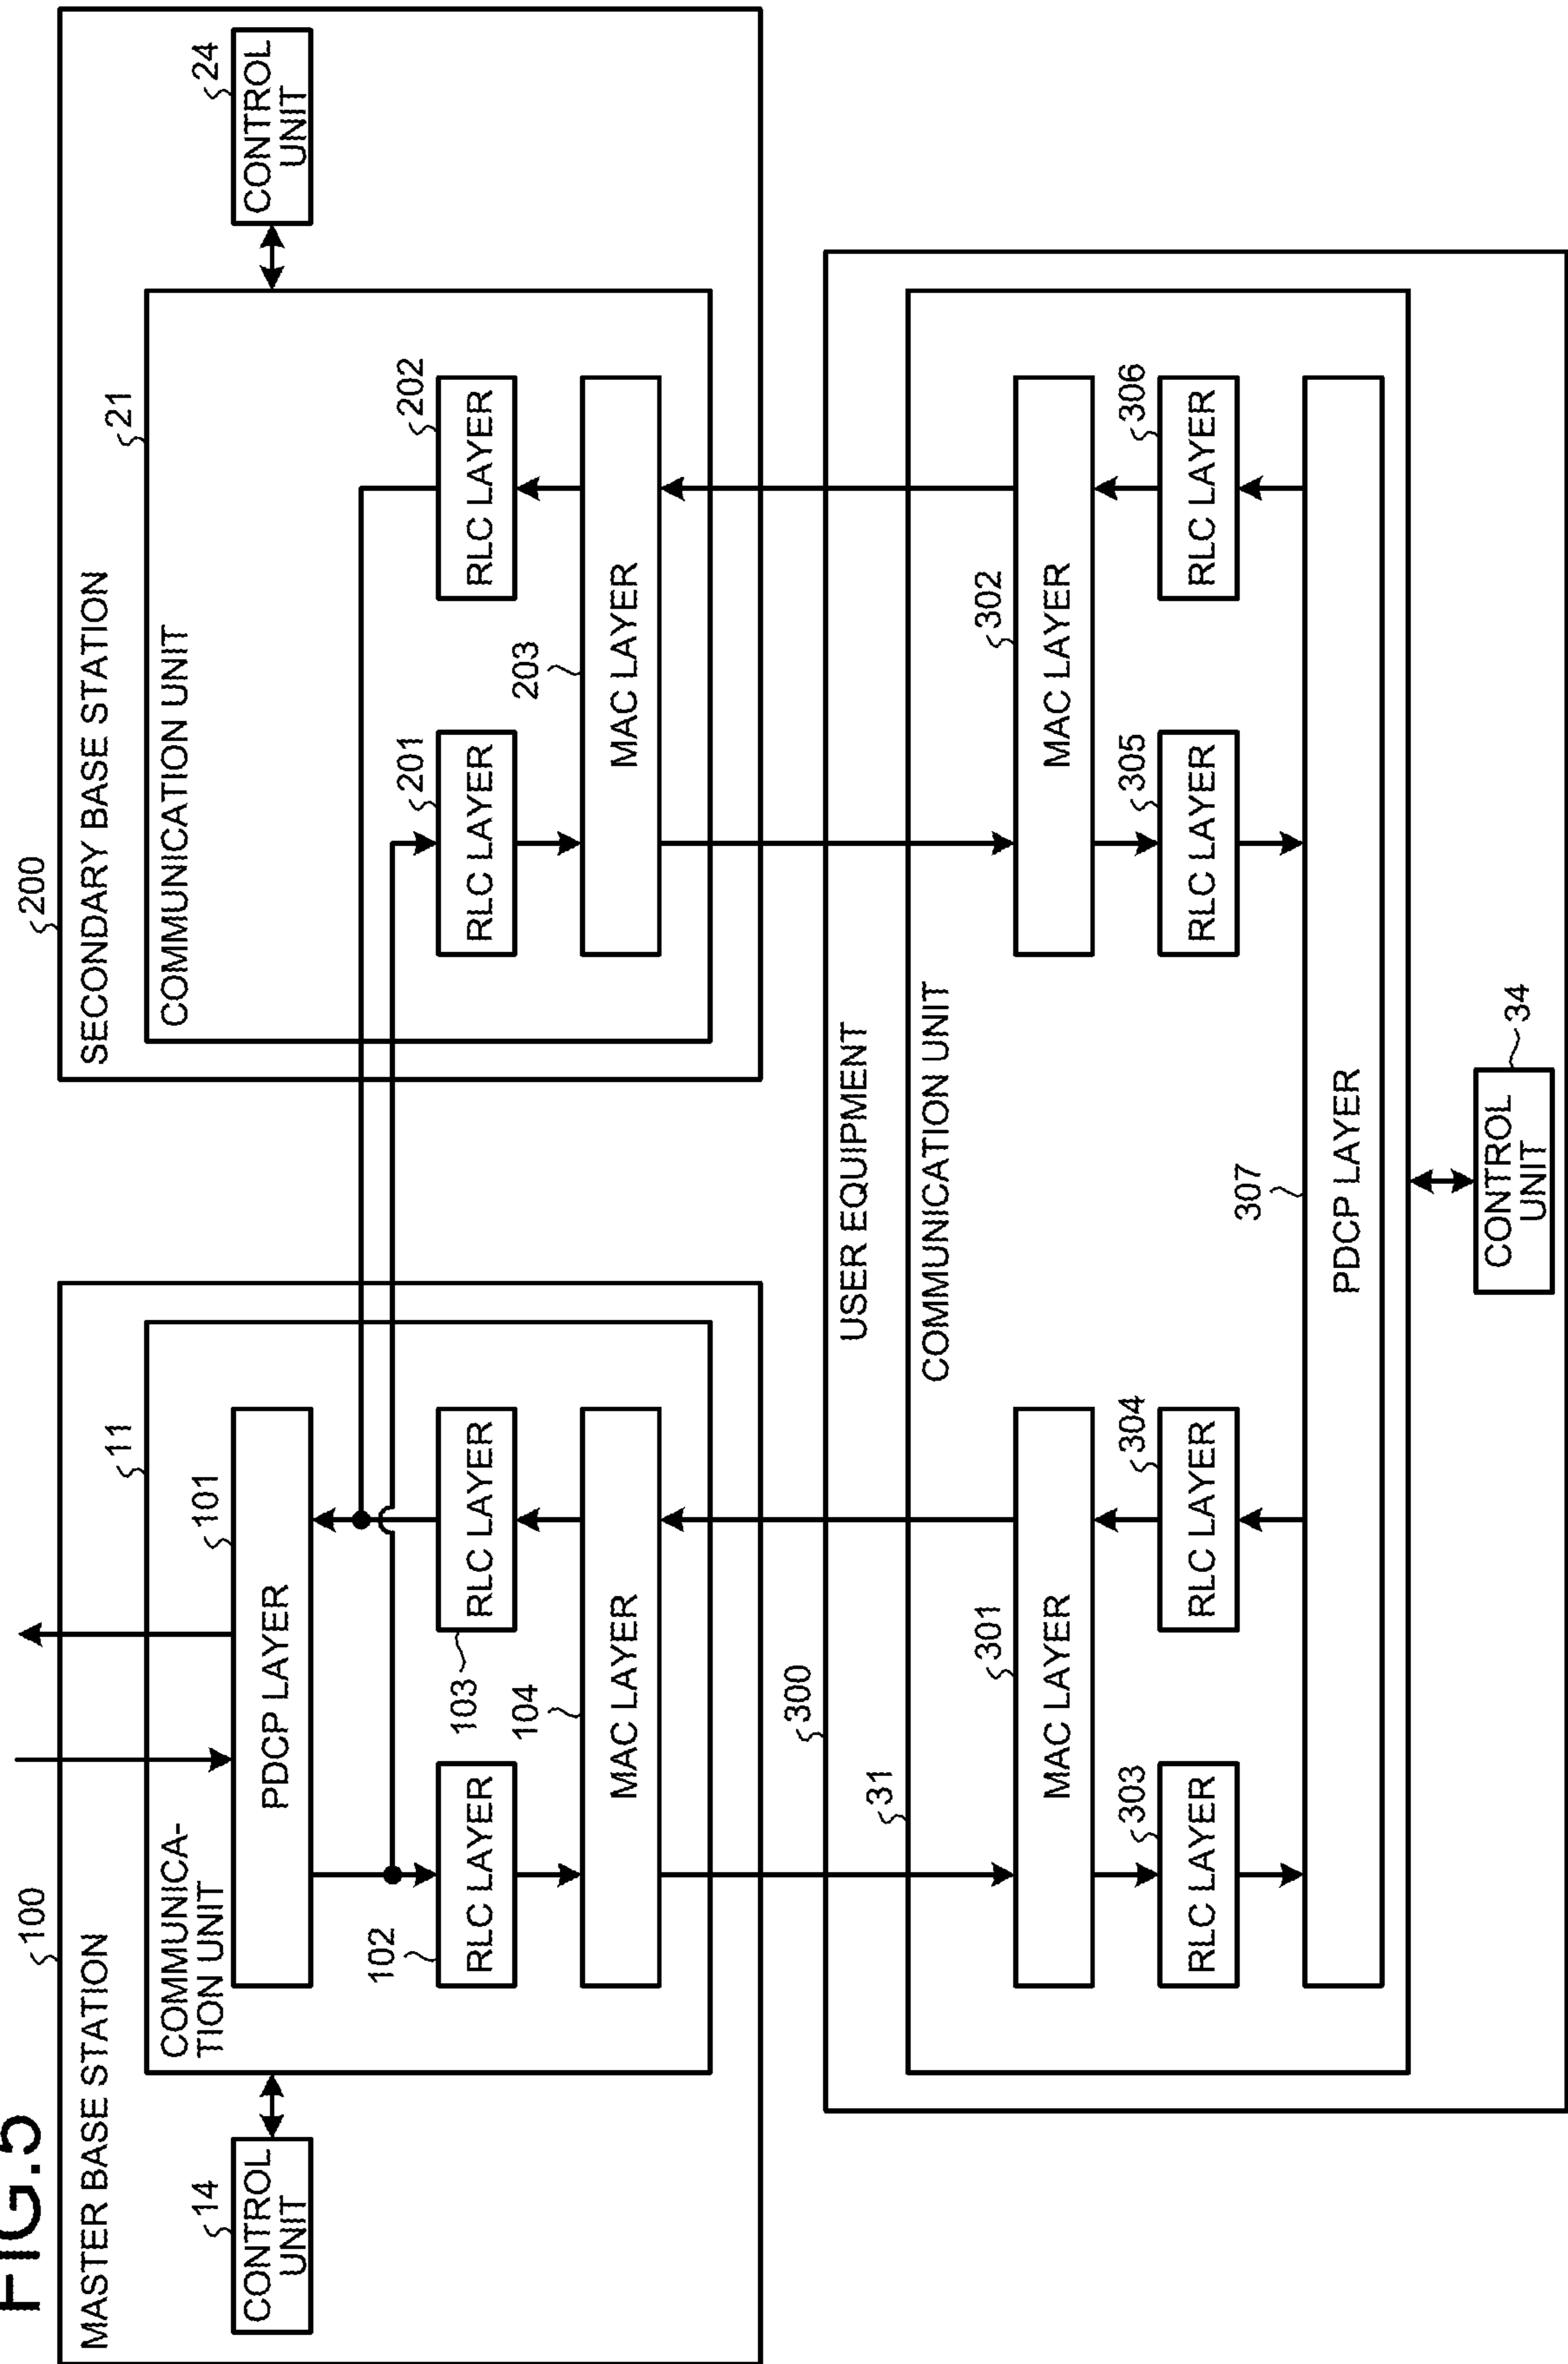 FIG.5
100
MASTER BASE STATION
14
CONTROL
UNIT
11
COMMUNICA-
TION UNIT
101
PDCP LAYER
102
RLC LAYER
103
RLC LAYER
104
MAC LAYER
200
SECONDARY BASE STATION
21
COMMUNICATION UNIT
24
CONTROL
UNIT
201
RLC LAYER
202
RLC LAYER
203
MAC LAYER
300
USER EQUIPMENT
31
COMMUNICATION UNIT
301
MAC LAYER
302
MAC LAYER
303
RLC LAYER
304
RLC LAYER
305
RLC LAYER
306
RLC LAYER
307
PDCP LAYER
34
CONTROL
UNIT